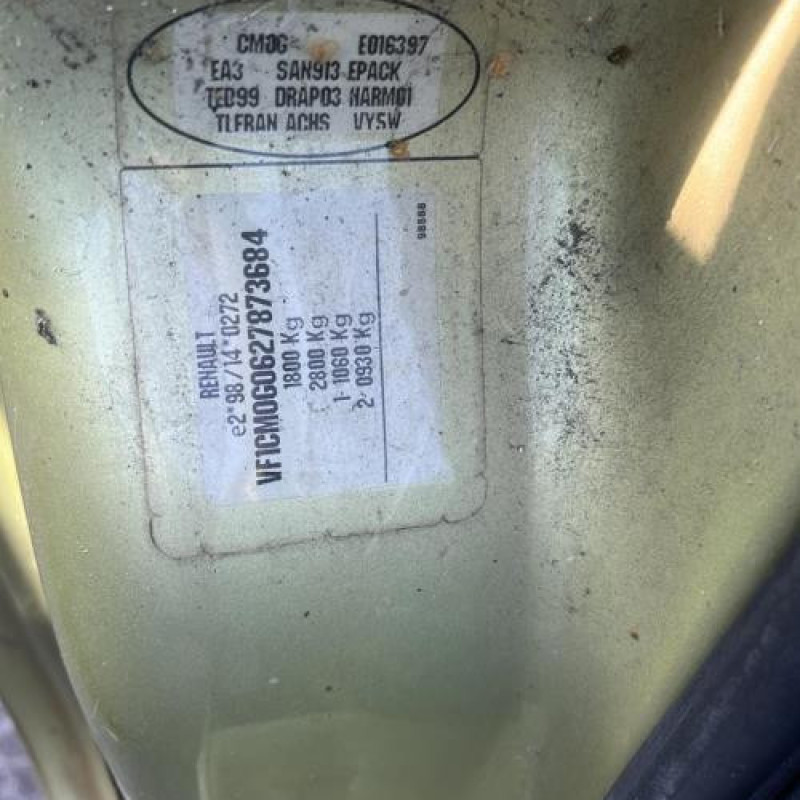 CM0G E016397
EA3 SAN913 EPACK
TED99 DRAP03 HARM01
TLFRAN ACHS VY5W
RENAULT
e2*98/14*0272
VF1CM0G0627873684
1800 Kg
2800 Kg
1- 1060 Kg
2- 0930 Kg
98568